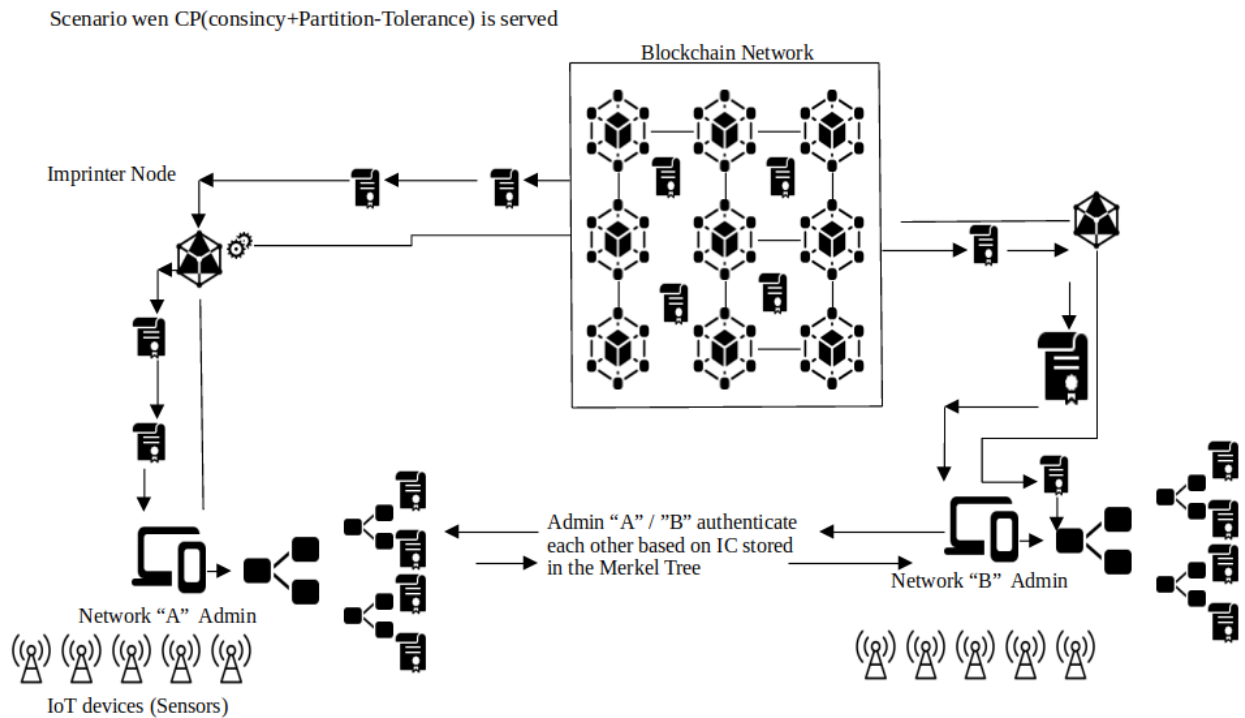 Scenario wen CP(consincy+Partition-Tolerance) is served
Blockchain Network
Imprinter Node
Admin “A” / ”B” authenticate
each other based on IC stored
in the Merkel Tree
Network “B”  Admin
Network “A”  Admin
IoT devices (Sensors)